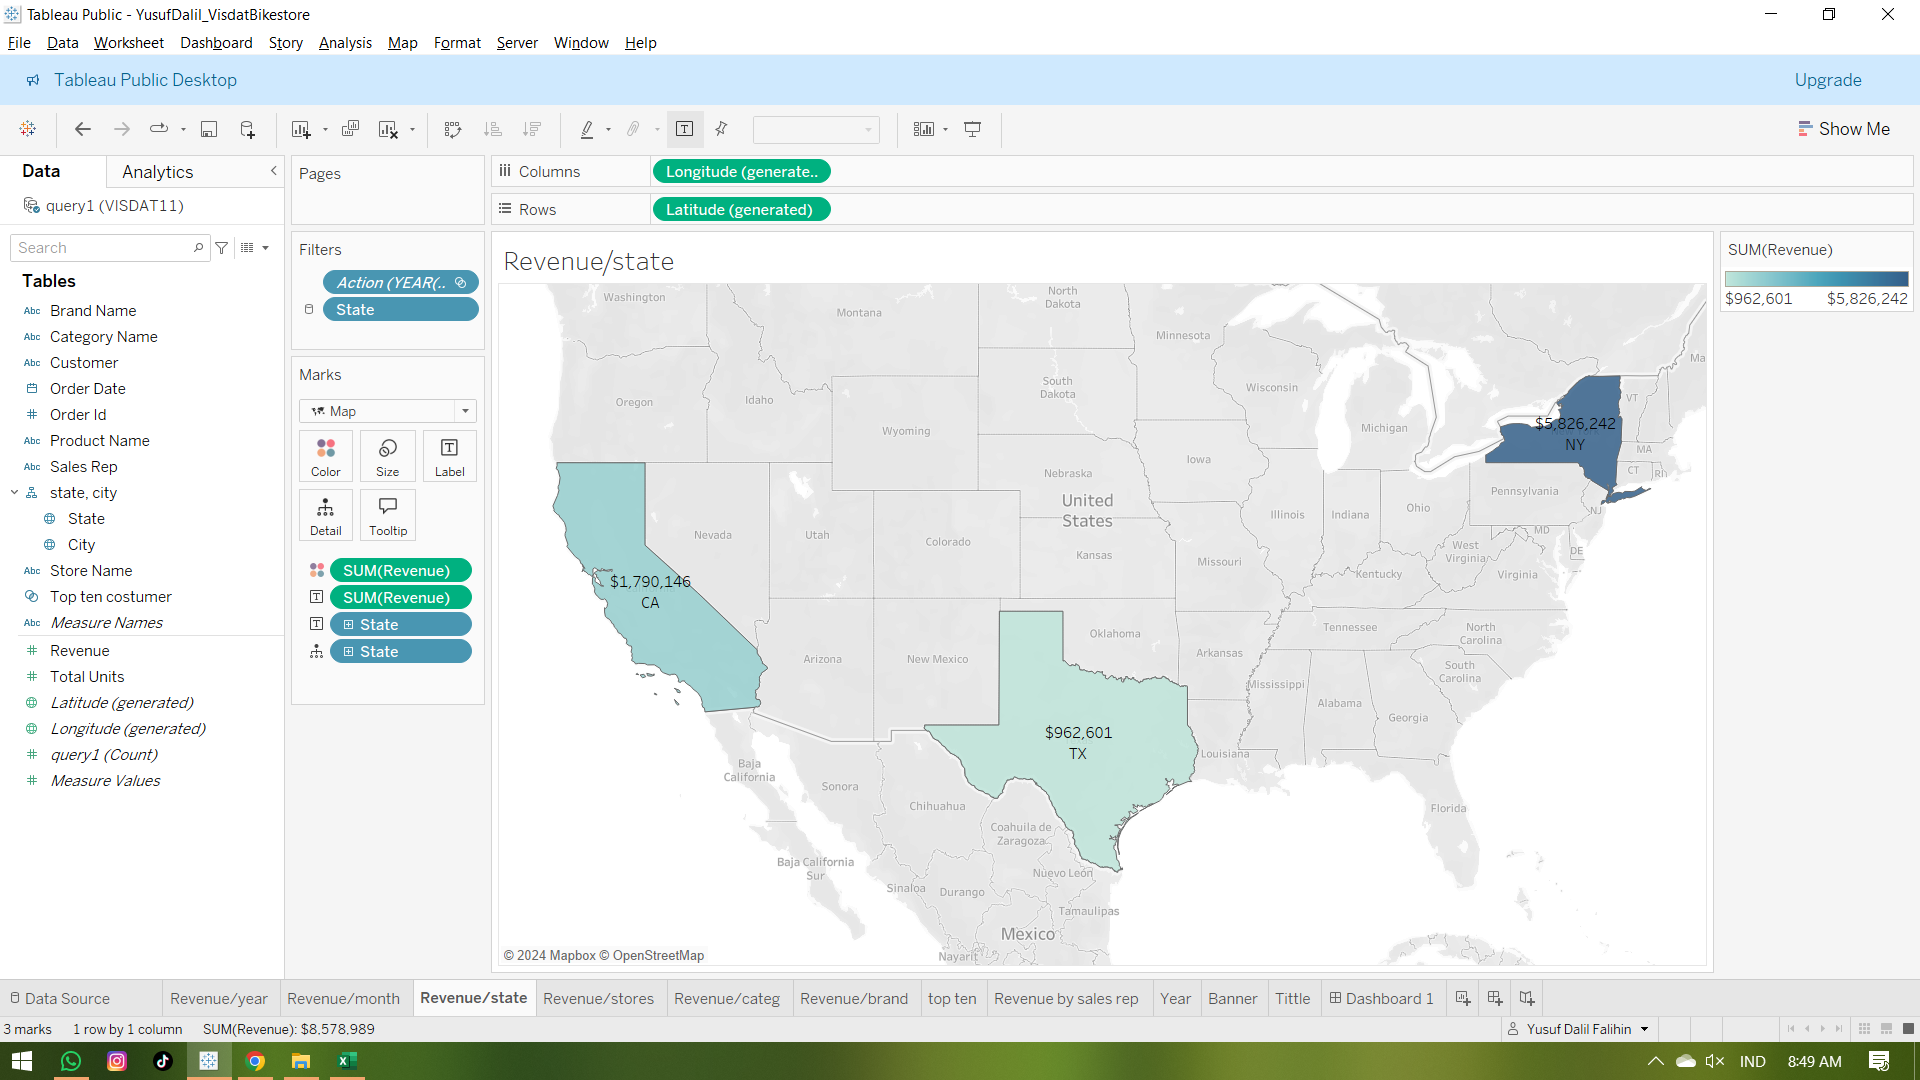 Tableau Public - YusufDalil_VisdatBikestore
File Data Worksheet Dashboard Story Analysis Map Format Server Window Help
Tableau Public Desktop
Upgrade
Show Me
Data
Analytics
query1 (VISDAT11)
Search
Tables
Abc Brand Name
Abc Category Name
Abc Customer
Order Date
# Order Id
Abc Product Name
Abc Sales Rep
state, city
State
City
Abc Store Name
Top ten costumer
Abc Measure Names
# Revenue
# Total Units
Latitude (generated)
Longitude (generated)
# query1 (Count)
# Measure Values
Pages
Filters
Action (YEAR(..
State
Marks
Map
Color
Size
Label
Detail
Tooltip
SUM(Revenue)
SUM(Revenue)
State
State
Columns
Longitude (generate..
Rows
Latitude (generated)
Revenue/state
Washington
Montana
North
Dakota
Minnesota
Ma
Oregon
Idaho
South
Dakota
Wisconsin
Michigan
VT
Wyoming
$5,826,242
NY
MA
CT
RI
Iowa
Nebraska
Pennsylvania
NJ
United
States
Illinois
Indiana
Ohio
MD
DE
Nevada
Utah
Colorado
Kansas
Missouri
West
Virginia
Virginia
Kentucky
$1,790,146
CA
Tennessee
North
Carolina
Oklahoma
Arkansas
Arizona
New Mexico
South
Carolina
Mississippi
Alabama
Georgia
$962,601
TX
Louisiana
Baja
California
Sonora
Chihuahua
Florida
Coahuila de
Zaragoza
Baja California
Sur
Nuevo León
Sinaloa
Durango
Tamaulipas
Mexico
Nayarit
© 2024 Mapbox © OpenStreetMap
SUM(Revenue)
$962,601 $5,826,242
Data Source
Revenue/year
Revenue/month
Revenue/state
Revenue/stores
Revenue/categ
Revenue/brand
top ten
Revenue by sales rep
Year
Banner
Tittle
Dashboard 1
3 marks
1 row by 1 column
SUM(Revenue): $8,578,989
Yusuf Dalil Falihin
IND
8:49 AM